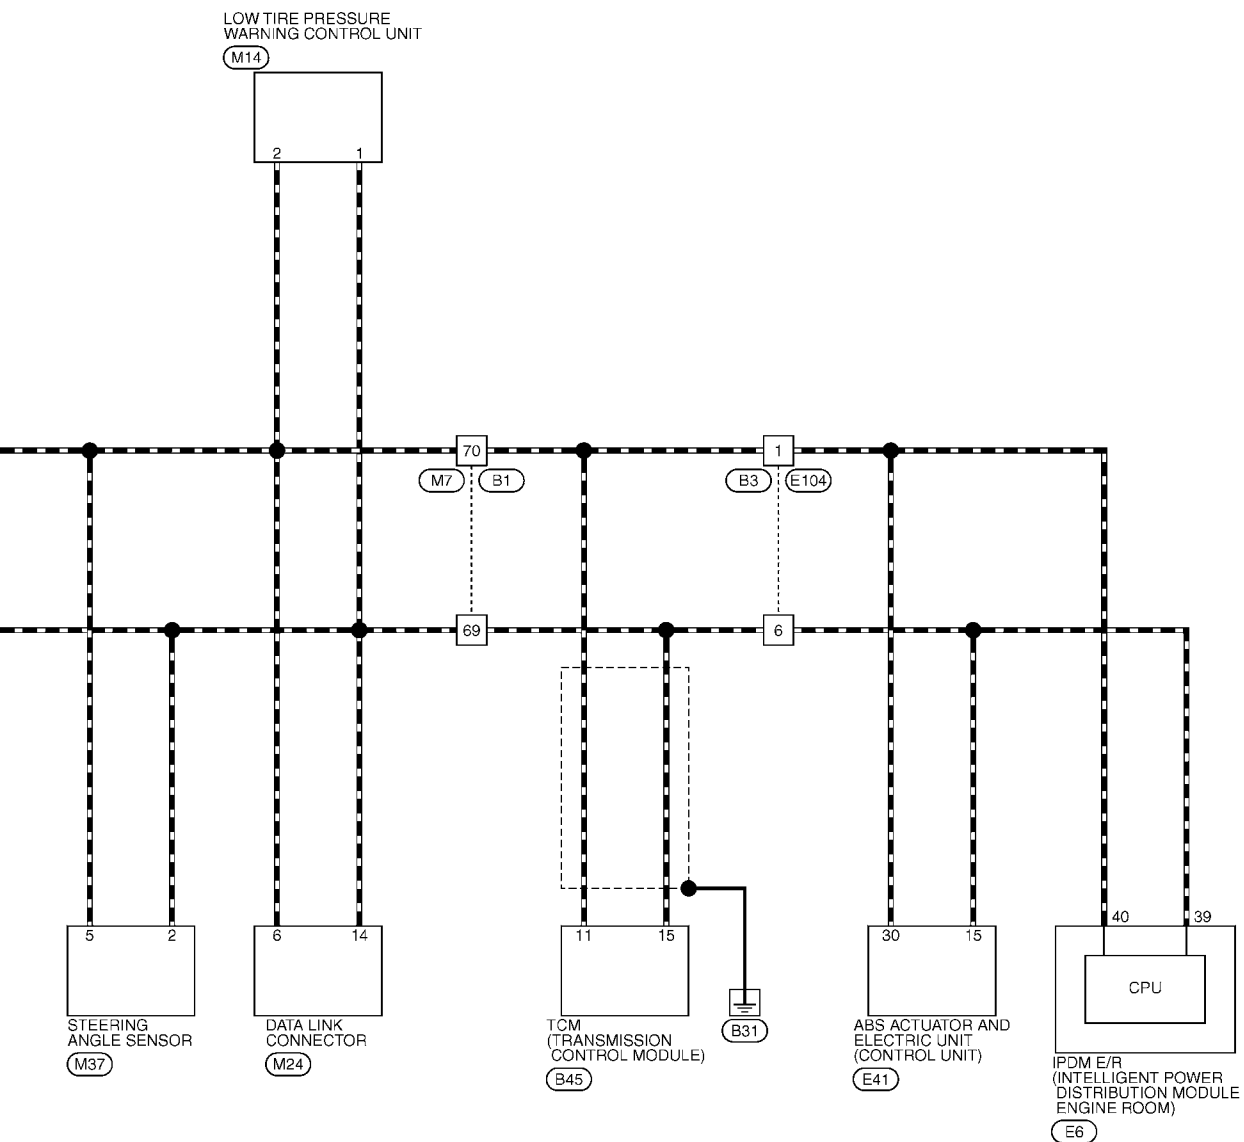 LOW TIRE PRESSURE
WARNING CONTROL UNIT
M14
2 1
70 1
M7 B1 B3 E104
69 6
40 39
5 2 6 14 11 15 30 15
CPU
STEERING
ANGLE SENSOR
M37
DATA LINK
CONNECTOR
M24
TCM
(TRANSMISSION
CONTROL MODULE)
B45
B31
ABS ACTUATOR AND
ELECTRIC UNIT
(CONTROL UNIT)
E41
IPDM E/R
(INTELLIGENT POWER
DISTRIBUTION MODULE
ENGINE ROOM)
E6